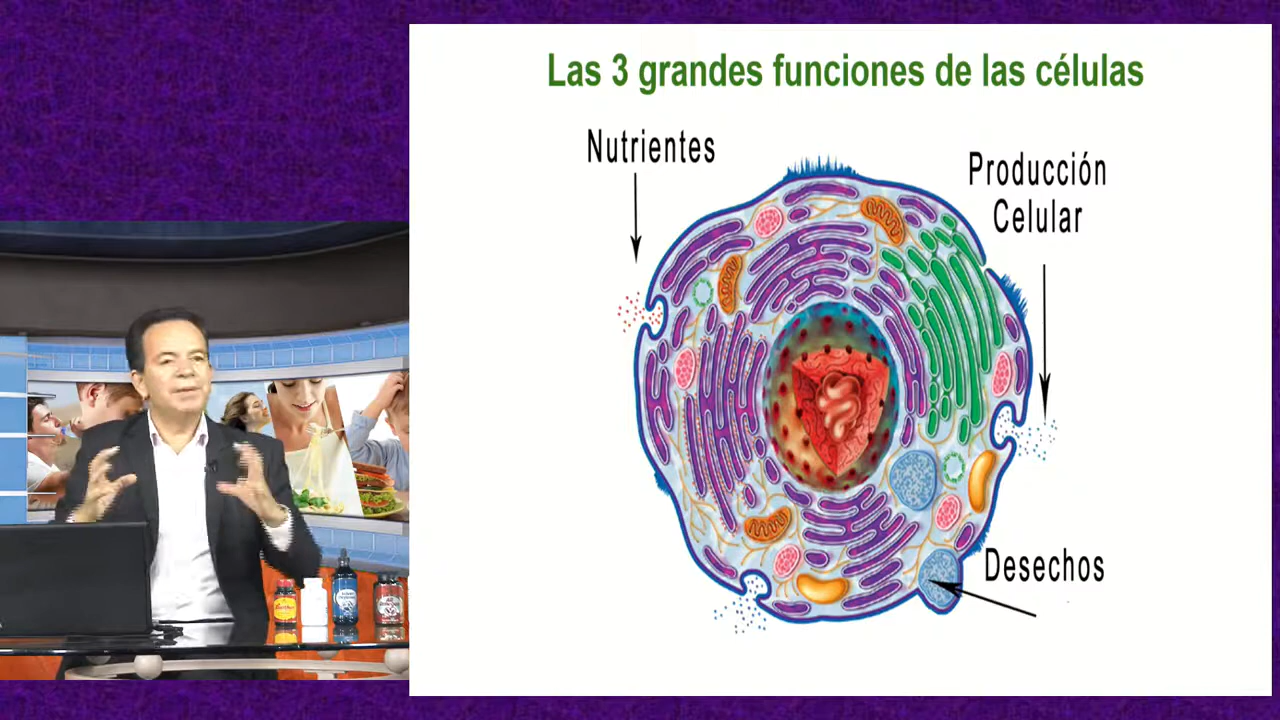 Las 3 grandes funciones de las células
Nutrientes
Producción
Celular
Desechos